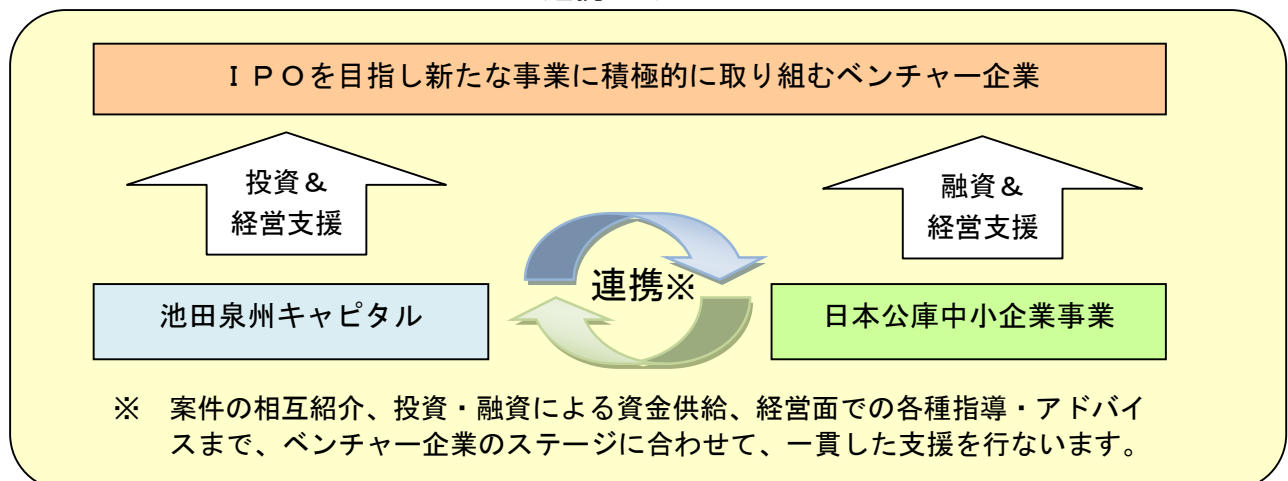 ＩＰＯを目指し新たな事業に積極的に取り組むベンチャー企業
投資＆
経営支援
融資＆
経営支援
連携※
池田泉州キャピタル
日本公庫中小企業事業
※　案件の相互紹介、投資・融資による資金供給、経営面での各種指導・アドバイ
スまで、ベンチャー企業のステージに合わせて、一貫した支援を行ないます。